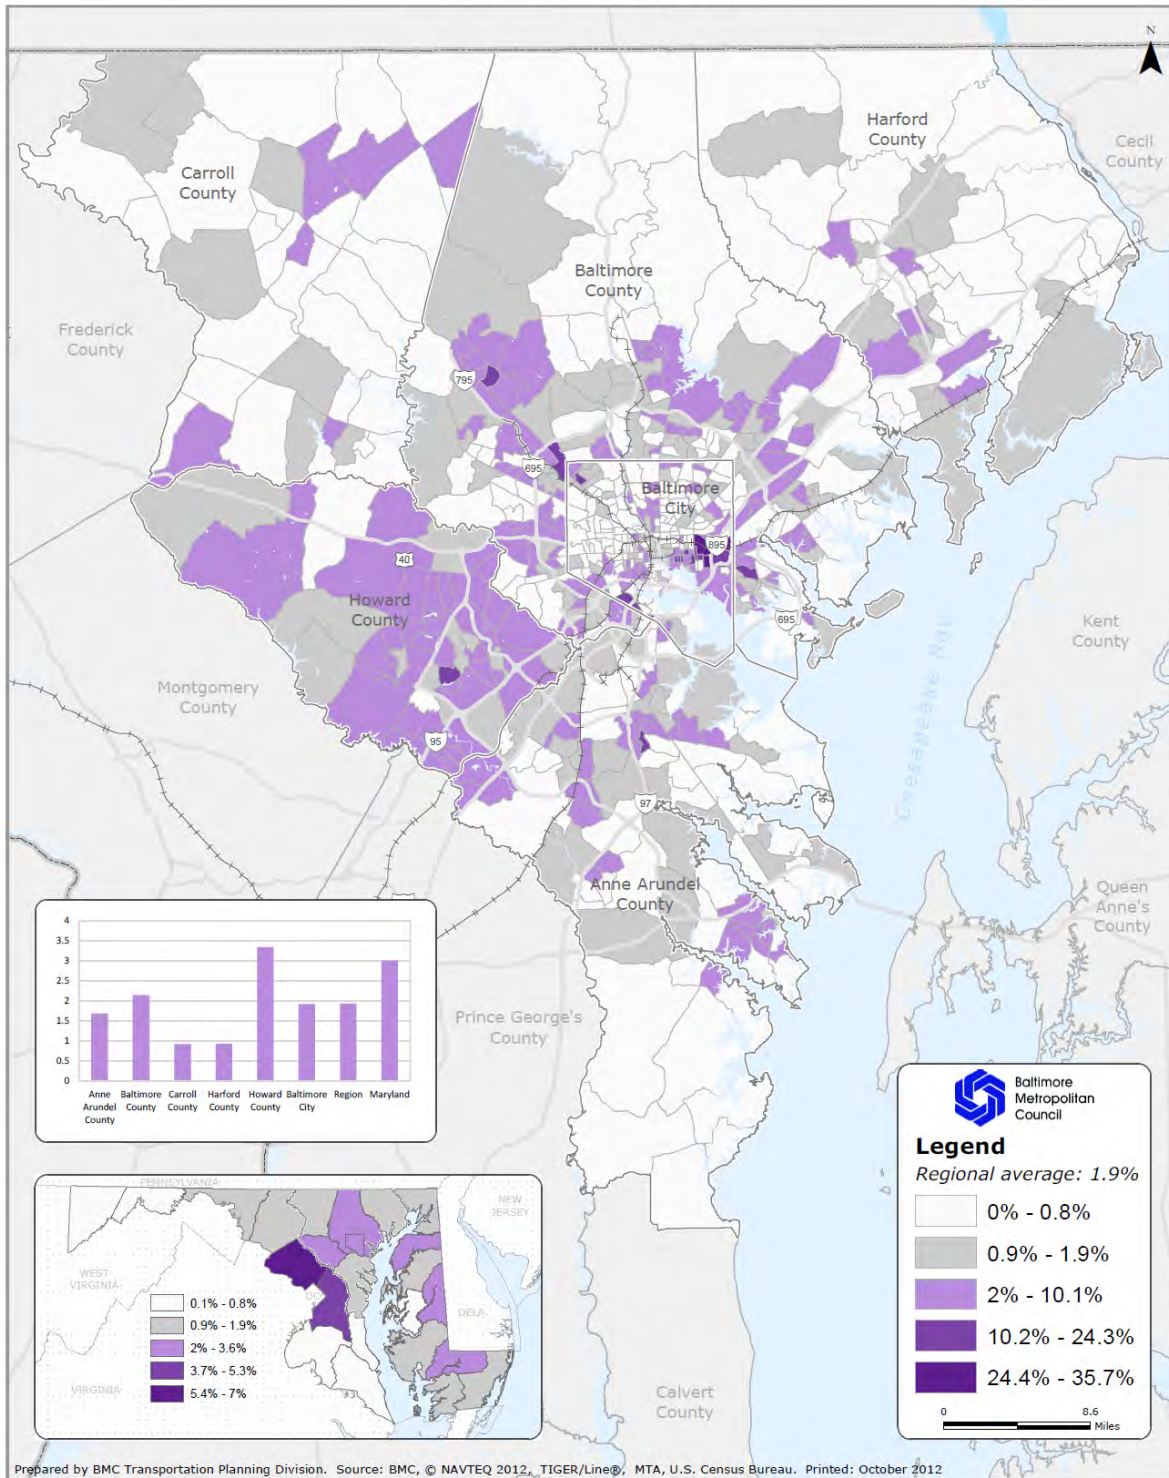 N
Harford
County
Cecil
County
Carroll
County
Baltimore
County
Frederick
County
795
695
Baltimore
City
895
40
Howard
County
695
Kent
County
Montgomery
County
95
Chesapeake Bay
97
Anne Arundel
County
Queen
Anne's
County
Prince George's
County
Calvert
County
4
3.5
3
2.5
2
1.5
1
0.5
0
Anne
Arundel
County
Baltimore
County
Carroll
County
Harford
County
Howard
County
Baltimore
City
Region
Maryland
PENNSYLVANIA
NEW
JERSEY
WEST
VIRGINIA
DC
DELA
VIRGINIA
0.1% - 0.8%
0.9% - 1.9%
2% - 3.6%
3.7% - 5.3%
5.4% - 7%
Baltimore
Metropolitan
Council
Legend
Regional average: 1.9%
0% - 0.8%
0.9% - 1.9%
2% - 10.1%
10.2% - 24.3%
24.4% - 35.7%
0 8.6
Miles
Prepared by BMC Transportation Planning Division. Source: BMC, © NAVTEQ 2012, TIGER/Line®, MTA, U.S. Census Bureau. Printed: October 2012